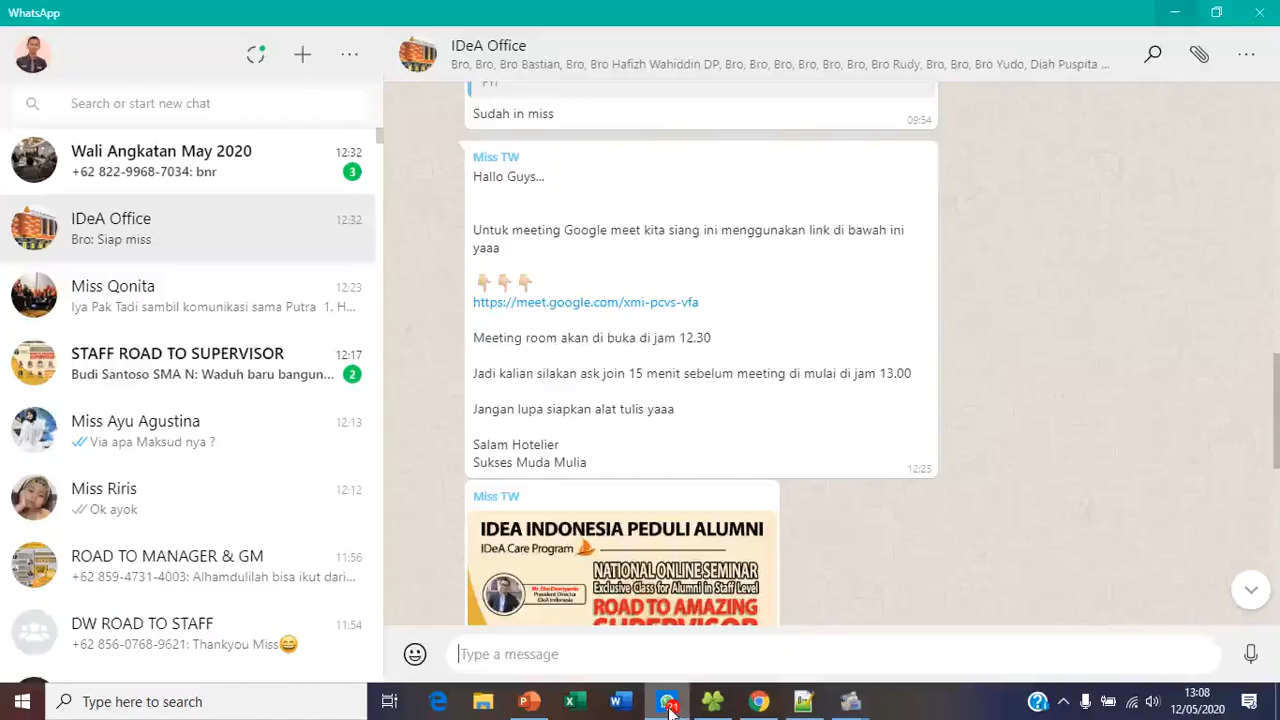 WhatsApp
Search or start new chat
Wali Angkatan May 2020
12:32
+62 822-9968-7034: bnr
3
IDeA Office
12:32
Bro: Siap miss
Miss Qonita
12:23
Iya Pak Tadi sambil komunikasi sama Putra 1. H...
STAFF ROAD TO SUPERVISOR
12:17
Budi Santoso SMA N: Waduh baru bangun...
2
Miss Ayu Agustina
12:13
Via apa Maksud nya ?
Miss Riris
12:12
Ok ayok
ROAD TO MANAGER & GM
11:56
+62 859-4731-4003: Alhamdulilah bisa ikut dari...
DW ROAD TO STAFF
11:54
+62 856-0768-9621: Thankyou Miss😄
IDeA Office
Bro, Bro, Bro Bastian, Bro, Bro Hafizh Wahiddin DP, Bro, Bro, Bro, Bro, Bro, Bro Rudy, Bro, Bro, Bro Yudo, Diah Puspita ...
Sudah in miss
09:54
Miss TW
Hallo Guys...
Untuk meeting Google meet kita siang ini menggunakan link di bawah ini
yaaa
👇🏻👇🏻👇🏻
https://meet.google.com/xmi-pcvs-vfa
Meeting room akan di buka di jam 12.30
Jadi kalian silakan ask join 15 menit sebelum meeting di mulai di jam 13.00
Jangan lupa siapkan alat tulis yaaa
Salam Hotelier
Sukses Muda Mulia
12:25
Miss TW
IDEA INDONESIA PEDULI ALUMNI
IDeA Care Program
NATIONAL ONLINE SEMINAR
Exclusive Class for Alumni in Staff Level
ROAD TO AMAZING
President Director
IDeA Indonesia
Type a message
Type here to search
21
13:08
12/05/2020